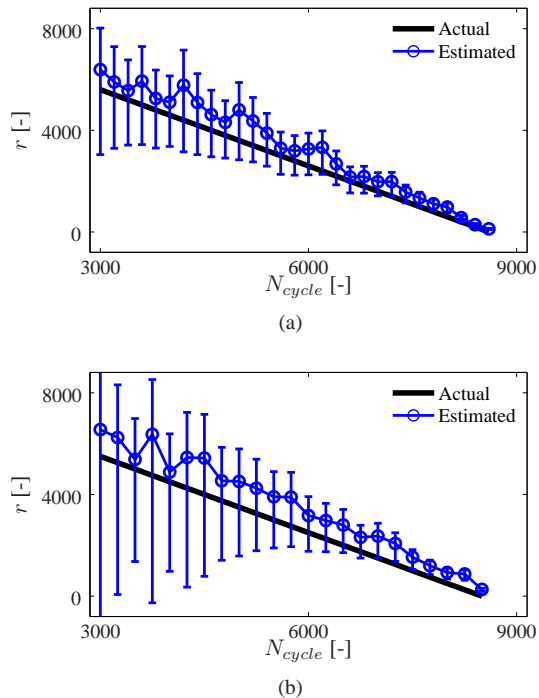 8000
4000
0
r [-]
Actual
Estimated
3000
6000
9000
N_cycle [-]
(a)
8000
4000
0
r [-]
Actual
Estimated
3000
6000
9000
N_cycle [-]
(b)